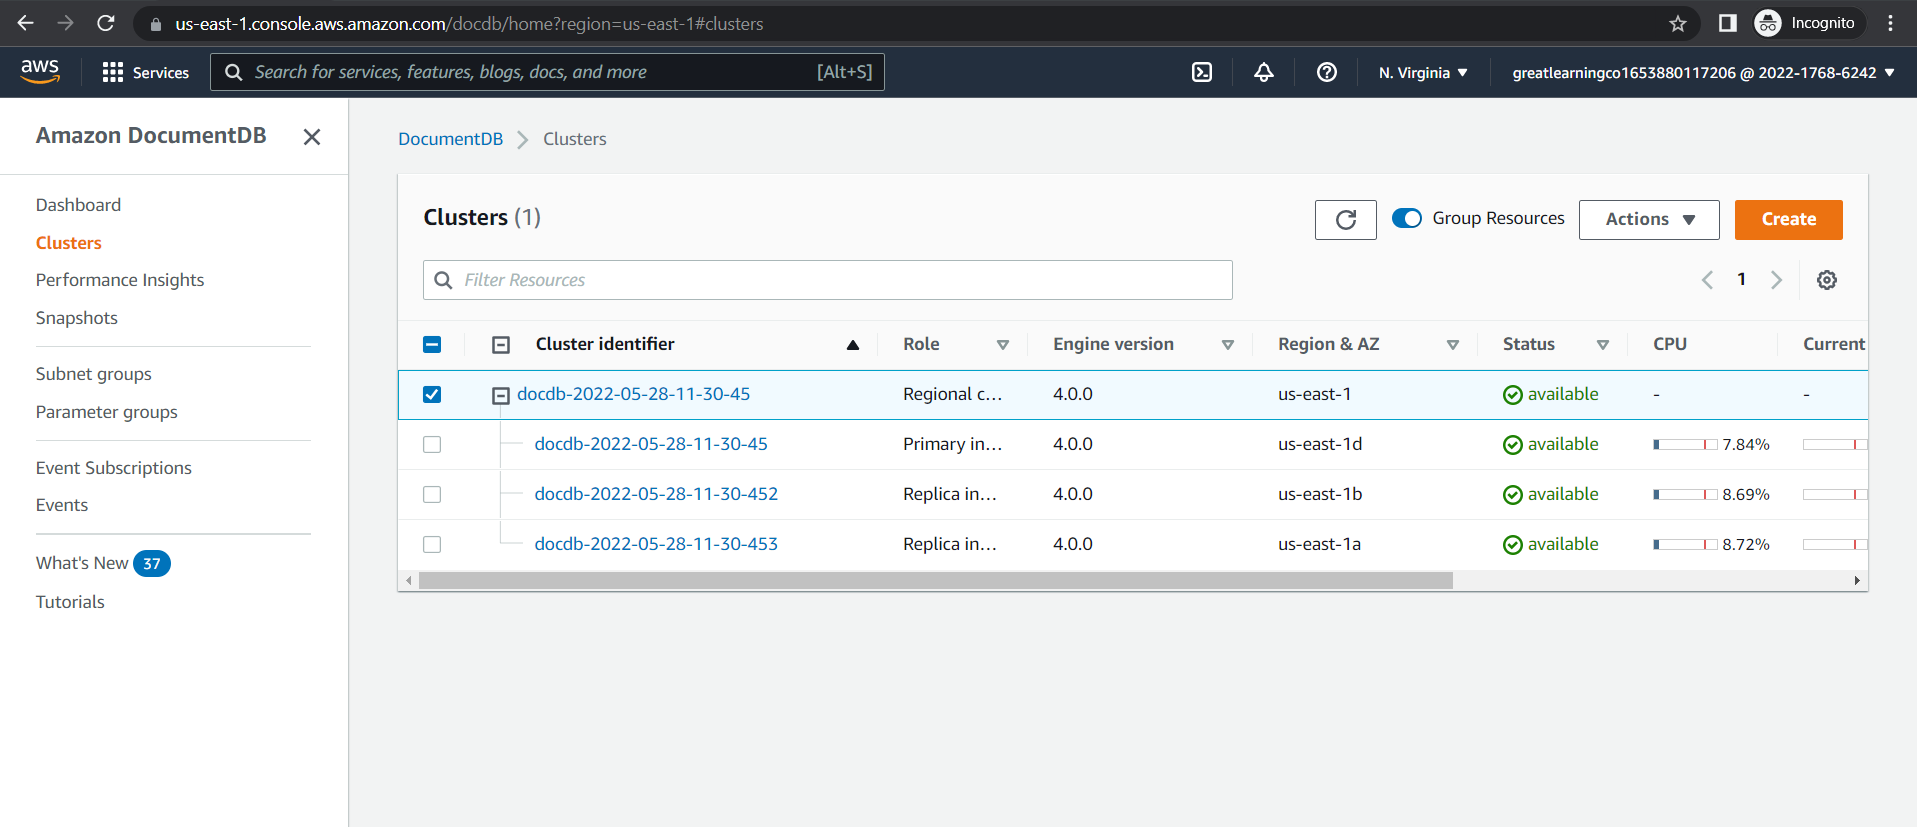 us-east-1.console.aws.amazon.com/docdb/home?region=us-east-1#clusters
Incognito
aws
Services
Search for services, features, blogs, docs, and more
[Alt+S]
N. Virginia
greatlearningco1653880117206 @ 2022-1768-6242
Amazon DocumentDB
Dashboard
Clusters
Performance Insights
Snapshots
Subnet groups
Parameter groups
Event Subscriptions
Events
What's New 37
Tutorials
DocumentDB Clusters
Clusters (1)
Group Resources
Actions
Create
Filter Resources
1
Cluster identifier Role Engine version Region & AZ Status CPU Current
docdb-2022-05-28-11-30-45 Regional c... 4.0.0 us-east-1 available - -
docdb-2022-05-28-11-30-45 Primary in... 4.0.0 us-east-1d available 7.84%
docdb-2022-05-28-11-30-452 Replica in... 4.0.0 us-east-1b available 8.69%
docdb-2022-05-28-11-30-453 Replica in... 4.0.0 us-east-1a available 8.72%